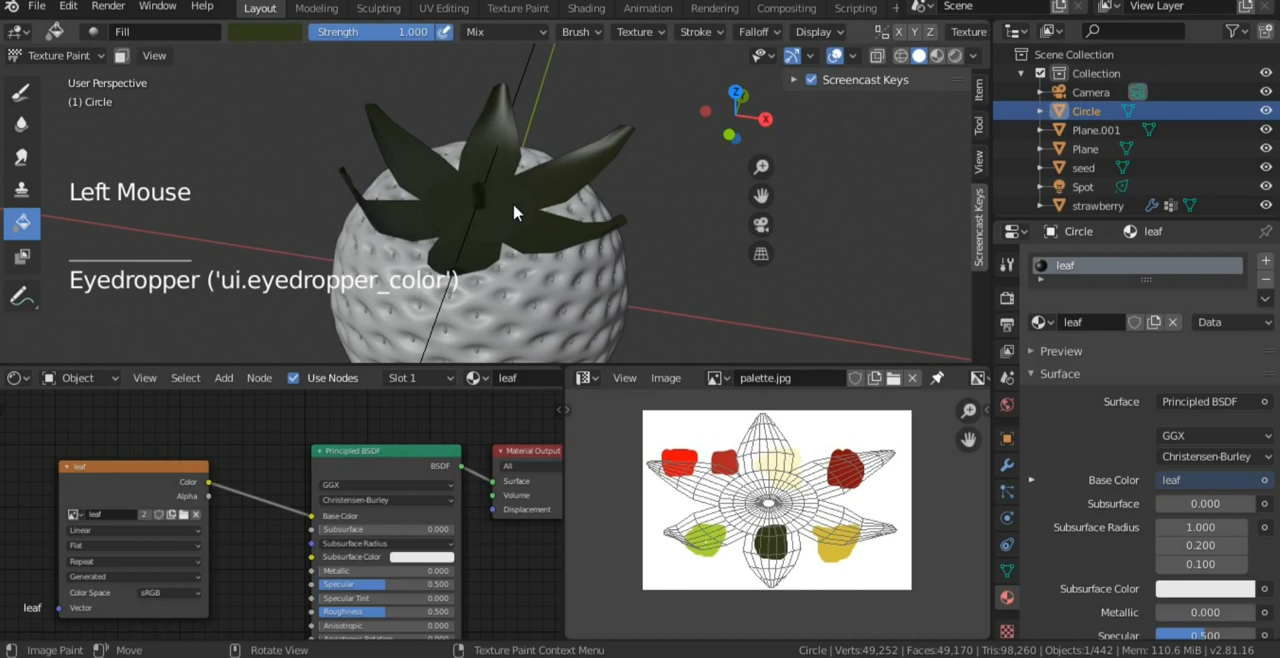 File Edit Render Window Help Layout Modeling Sculpting UV Editing Texture Paint Shading Animation Rendering Compositing Scripting + Scene View Layer
Fill Strength 1.000 Mix Brush Texture Stroke Falloff Display X Y Z Texture
Texture Paint View
User Perspective
(1) Circle
Screencast Keys
Item
Tool
View
Screencast Keys
Z
X
Left Mouse
Eyedropper ('ui.eyedropper_color')
Scene Collection
Collection
Camera
Circle
Plane.001
Plane
seed
Spot
strawberry
Circle leaf
leaf
leaf Data
Preview
Surface
Surface Principled BSDF
GGX
Christensen-Burley
Base Color leaf
Subsurface 0.000
Subsurface Radius 1.000
0.200
0.100
Subsurface Color
Metallic 0.000
Specular 0.500
Object View Select Add Node Use Nodes Slot 1 leaf
leaf
Color
Alpha
leaf 2
Linear
Flat
Repeat
Generated
Color Space sRGB
Vector
leaf
Principled BSDF
BSDF
GGX
Christensen-Burley
Base Color
Subsurface 0.000
Subsurface Radius
Subsurface Color
Metallic 0.000
Specular 0.500
Specular Tint 0.000
Roughness 0.500
Anisotropic 0.000
Anisotropic Rotation
Material Output
All
Surface
Volume
Displacement
View Image palette.jpg
Image Paint Move Rotate View Texture Paint Context Menu Circle | Verts:49,252 | Faces:49,170 | Tris:98,260 | Objects:1/442 | Mem: 110.6 MiB | v2.81.16